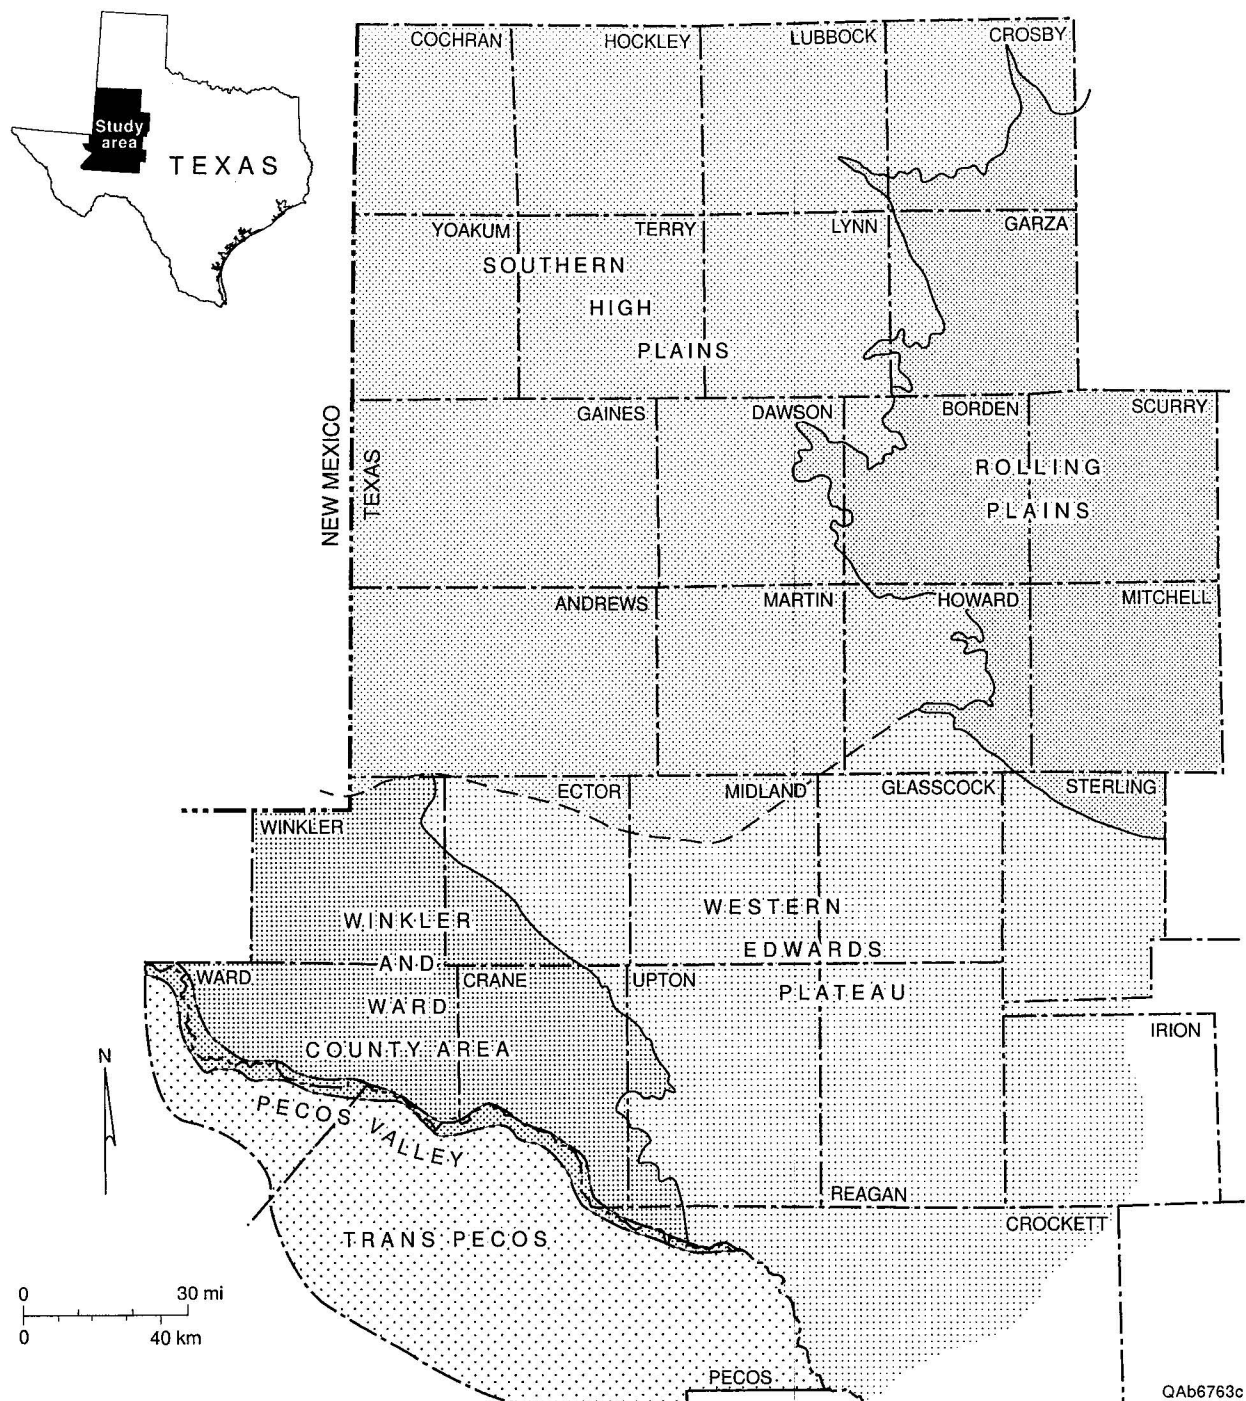 COCHRAN
HOCKLEY
LUBBOCK
CROSBY
Study
area
TEXAS
YOAKUM
TERRY
LYNN
GARZA
SOUTHERN
HIGH
PLAINS
NEW MEXICO
TEXAS
GAINES
DAWSON
BORDEN
SCURRY
ROLLING
PLAINS
ANDREWS
MARTIN
HOWARD
MITCHELL
ECTOR
MIDLAND
GLASSCOCK
STERLING
WINKLER
WINKLER
AND
WARD
COUNTY AREA
WESTERN
EDWARDS
PLATEAU
WARD
CRANE
UPTON
IRION
N
PECOS VALLEY
REAGAN
CROCKETT
TRANS PECOS
0 30 mi
0 40 km
PECOS
QAb6763c